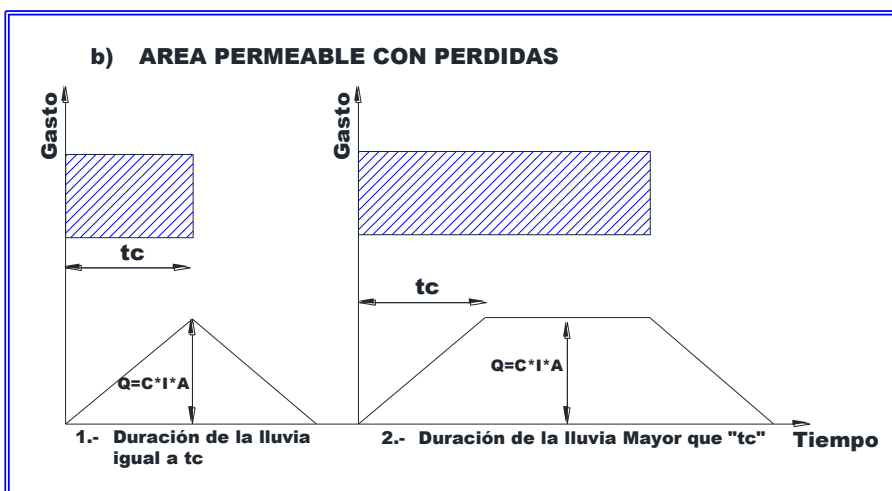 b) AREA PERMEABLE CON PERDIDAS
Gasto
Gasto
tc
tc
Q=C*I*A
Q=C*I*A
1.- Duración de la lluvia
igual a tc
2.- Duración de la lluvia Mayor que "tc"
Tiempo